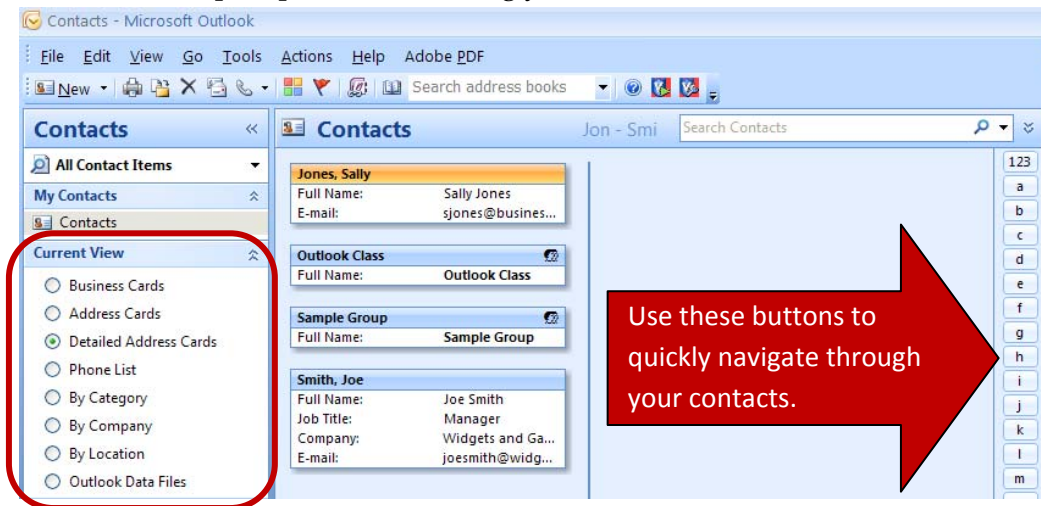 Contacts - Microsoft Outlook
File Edit View Go Tools Actions Help Adobe PDF
New Search address books
Contacts «
All Contact Items
My Contacts
Contacts
Current View
Business Cards
Address Cards
Detailed Address Cards
Phone List
By Category
By Company
By Location
Outlook Data Files
Contacts Jon - Smi Search Contacts
Jones, Sally
Full Name: Sally Jones
E-mail: sjones@busines...
Outlook Class
Full Name: Outlook Class
Sample Group
Full Name: Sample Group
Smith, Joe
Full Name: Joe Smith
Job Title: Manager
Company: Widgets and Ga...
E-mail: joesmith@widg...
Use these buttons to
quickly navigate through
your contacts.
123
a
b
c
d
e
f
g
h
i
j
k
l
m